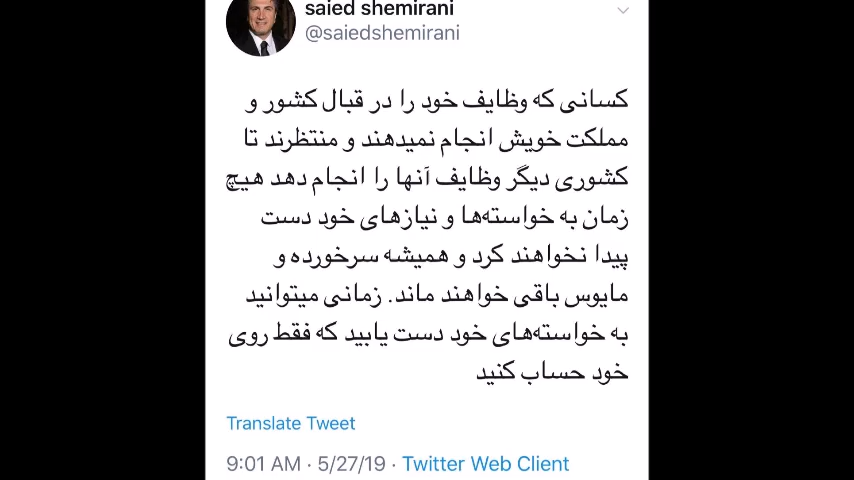 saied shemirani
@saiedshemirani
کسانی که وظایف خود را در قبال کشور و
مملکت خویش انجام نمیدهند و منتظرند تا
کشوری دیگر وظایف آنها را انجام دهد هیچ
زمان به خواسته‌ها و نیازهای خود دست
پیدا نخواهند کرد و همیشه سرخورده و
مایوس باقی خواهند ماند. زمانی میتوانید
به خواسته‌های خود دست یابید که فقط روی
خود حساب کنید
Translate Tweet
9:01 AM · 5/27/19 · Twitter Web Client